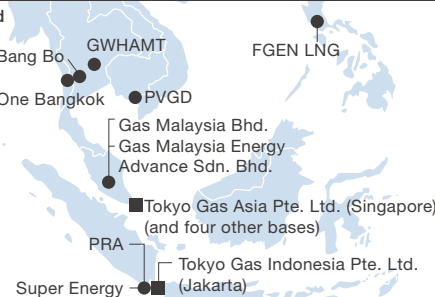 d
GWHAMT
Bang Bo
FGEN LNG
One Bangkok
PVGD
Gas Malaysia Bhd.
Gas Malaysia Energy
Advance Sdn. Bhd.
Tokyo Gas Asia Pte. Ltd. (Singapore)
(and four other bases)
PRA
Tokyo Gas Indonesia Pte. Ltd.
(Jakarta)
Super Energy